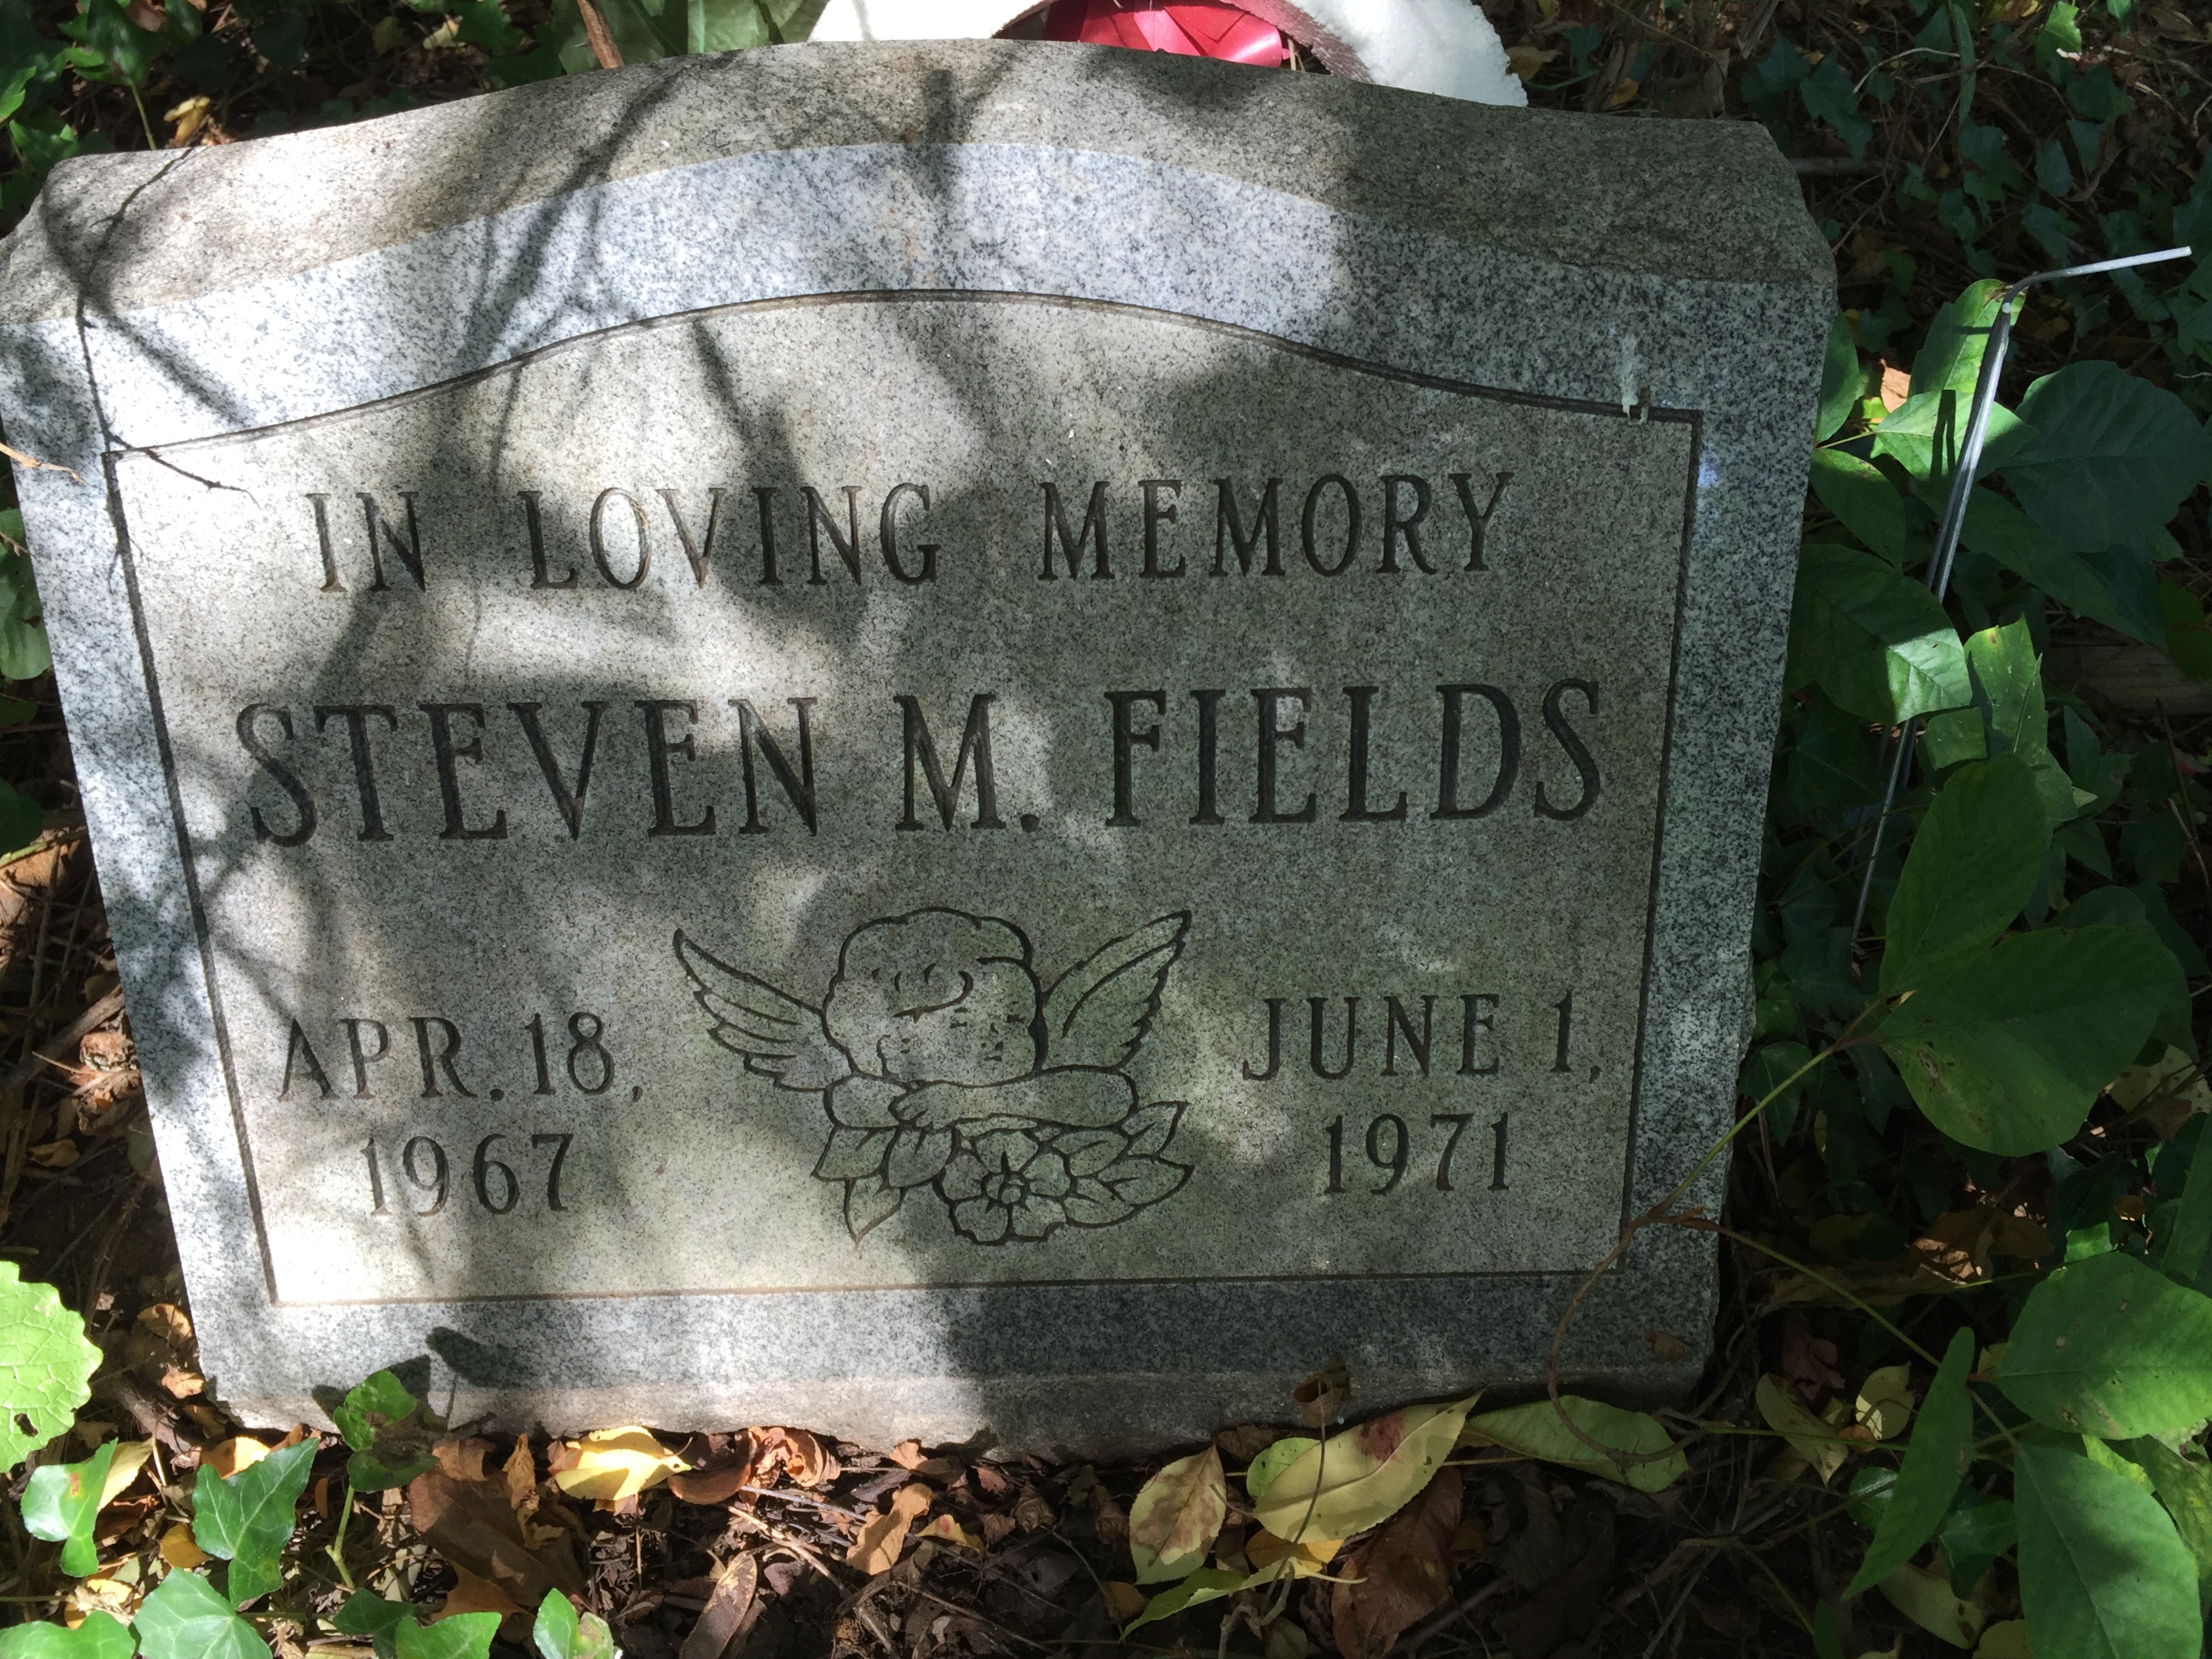 IN LOVING MEMORY
STEVEN M. FIELDS
APR. 18,
1967
JUNE 1,
1971